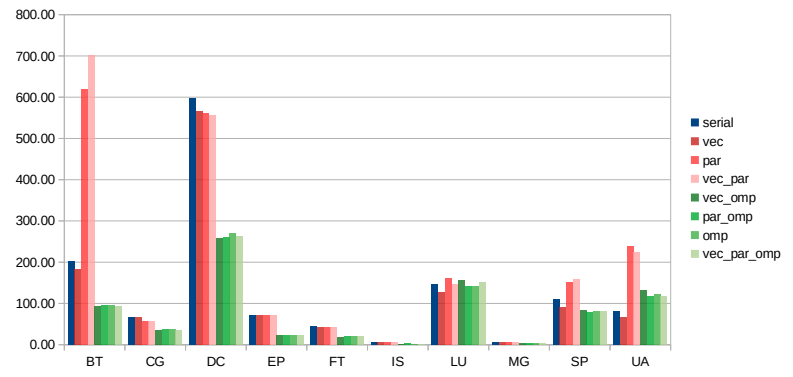 800.00
700.00
600.00
500.00
400.00
300.00
200.00
100.00
0.00
BT CG DC EP FT IS LU MG SP UA
serial
vec
par
vec_par
vec_omp
par_omp
omp
vec_par_omp